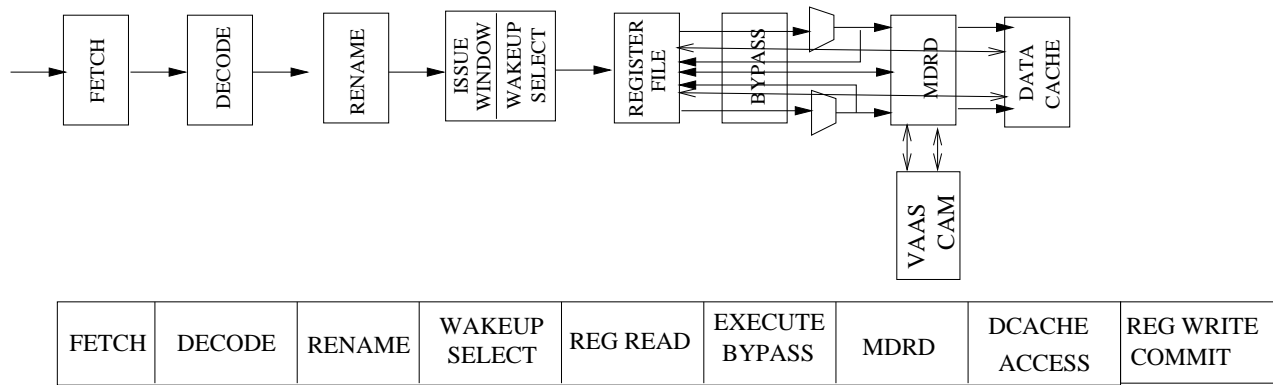 FETCH
DECODE
RENAME
ISSUE
WINDOW
WAKEUP
SELECT
REGISTER
FILE
BYPASS
MDRD
DATA
CACHE
VAAS
CAM
FETCH
DECODE
RENAME
WAKEUP
SELECT
REG READ
EXECUTE
BYPASS
MDRD
DCACHE
ACCESS
REG WRITE
COMMIT